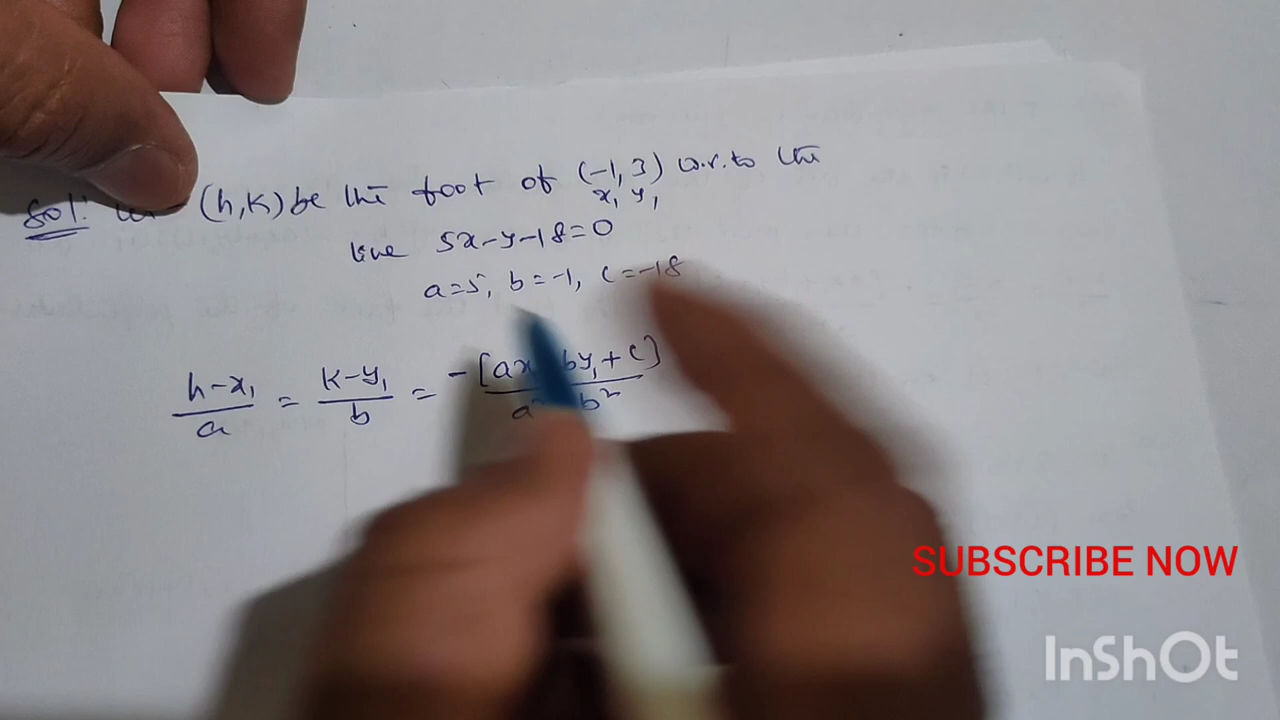 Sol: (h,k) be the foot of (-1, 3) w.r.to the
x₁ y₁
line 5x-y-18=0
a=5, b=-1, c=-18
h-x₁/a = k-y₁/b = -[ax by₁+c]/a² b²
SUBSCRIBE NOW
InShOt